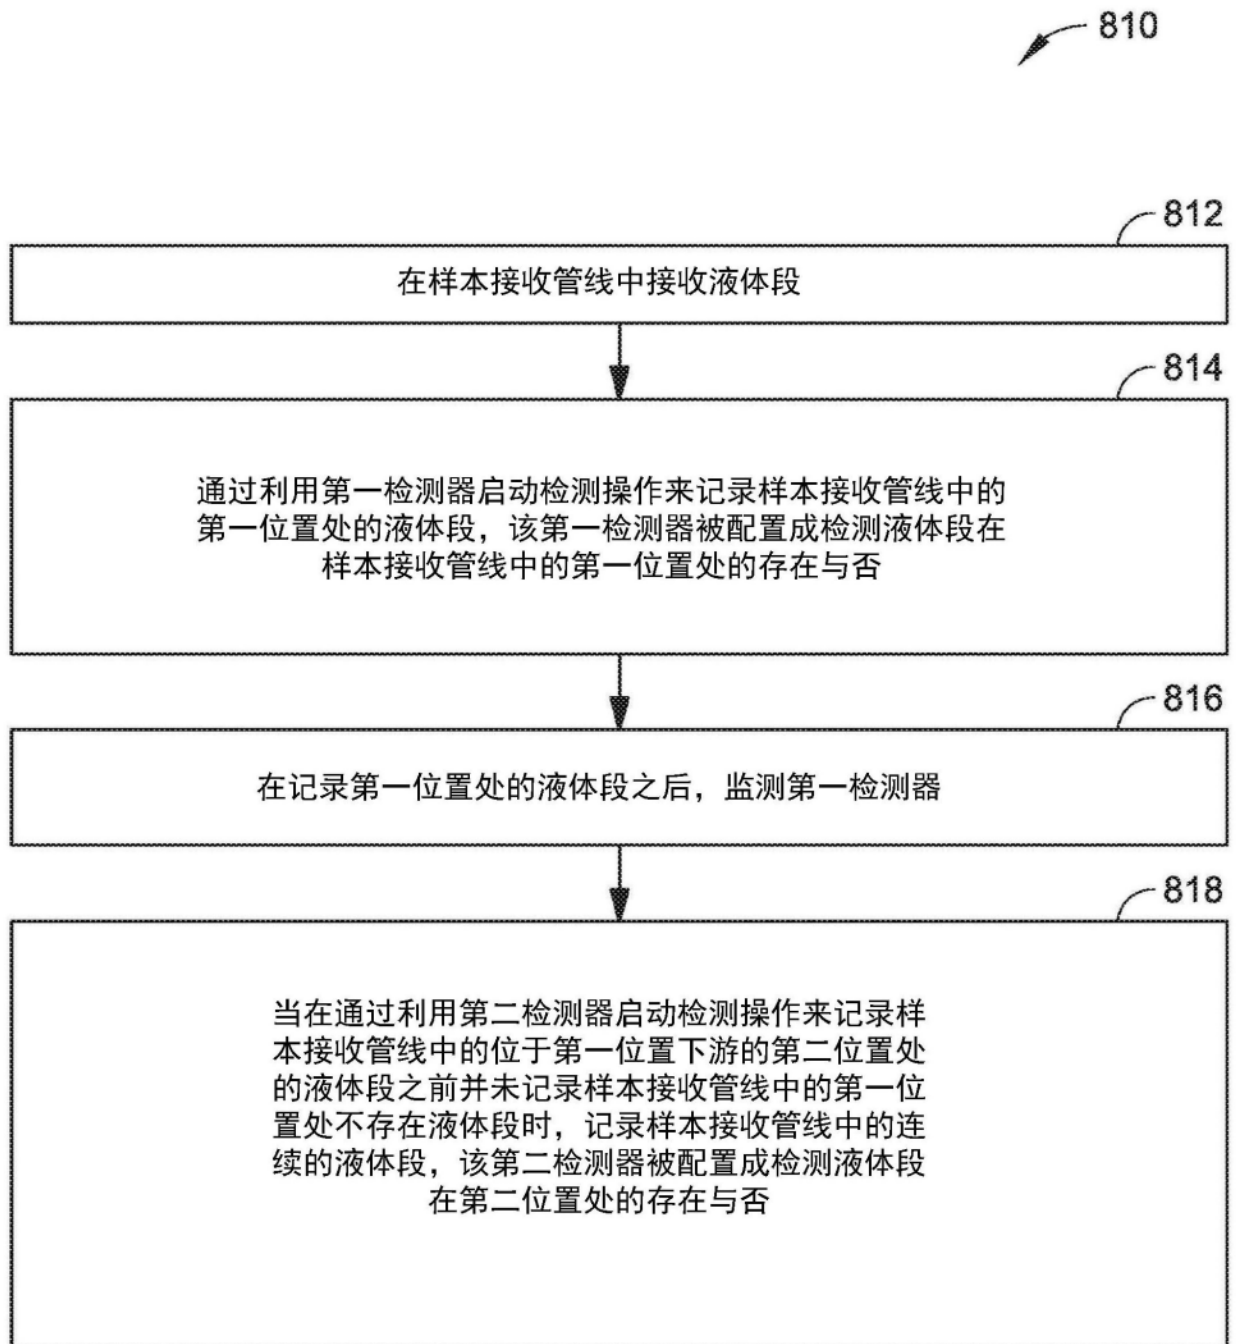 810
812
在样本接收管线中接收液体段
814
通过利用第一检测器启动检测操作来记录样本接收管线中的
第一位置处的液体段，该第一检测器被配置成检测液体段在
样本接收管线中的第一位置处的存在与否
816
在记录第一位置处的液体段之后，监测第一检测器
818
当在通过利用第二检测器启动检测操作来记录样
本接收管线中的位于第一位置下游的第二位置处
的液体段之前并未记录样本接收管线中的第一位
置处不存在液体段时，记录样本接收管线中的连
续的液体段，该第二检测器被配置成检测液体段
在第二位置处的存在与否